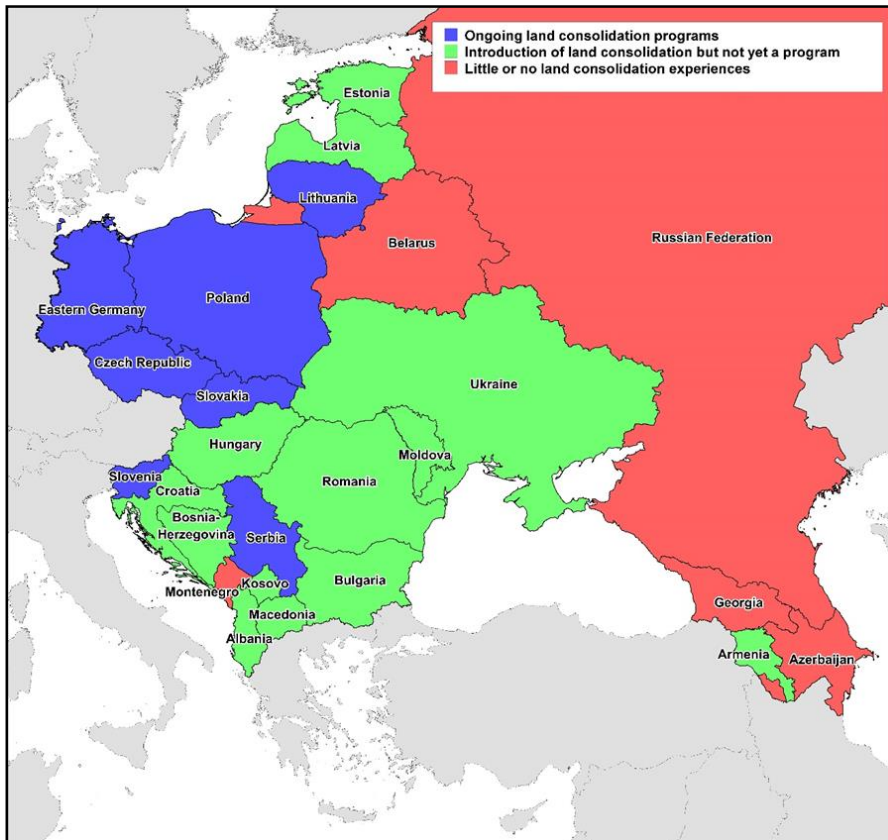 Ongoing land consolidation programs
Introduction of land consolidation but not yet a program
Little or no land consolidation experiences
Estonia
Latvia
Lithuania
Russian Federation
Belarus
Poland
Eastern Germany
Czech Republic
Slovakia
Ukraine
Hungary
Moldova
Slovenia
Romania
Croatia
Bosnia-
Herzegovina
Serbia
Kosovo
Bulgaria
Montenegro
Macedonia
Albania
Georgia
Armenia
Azerbaijan